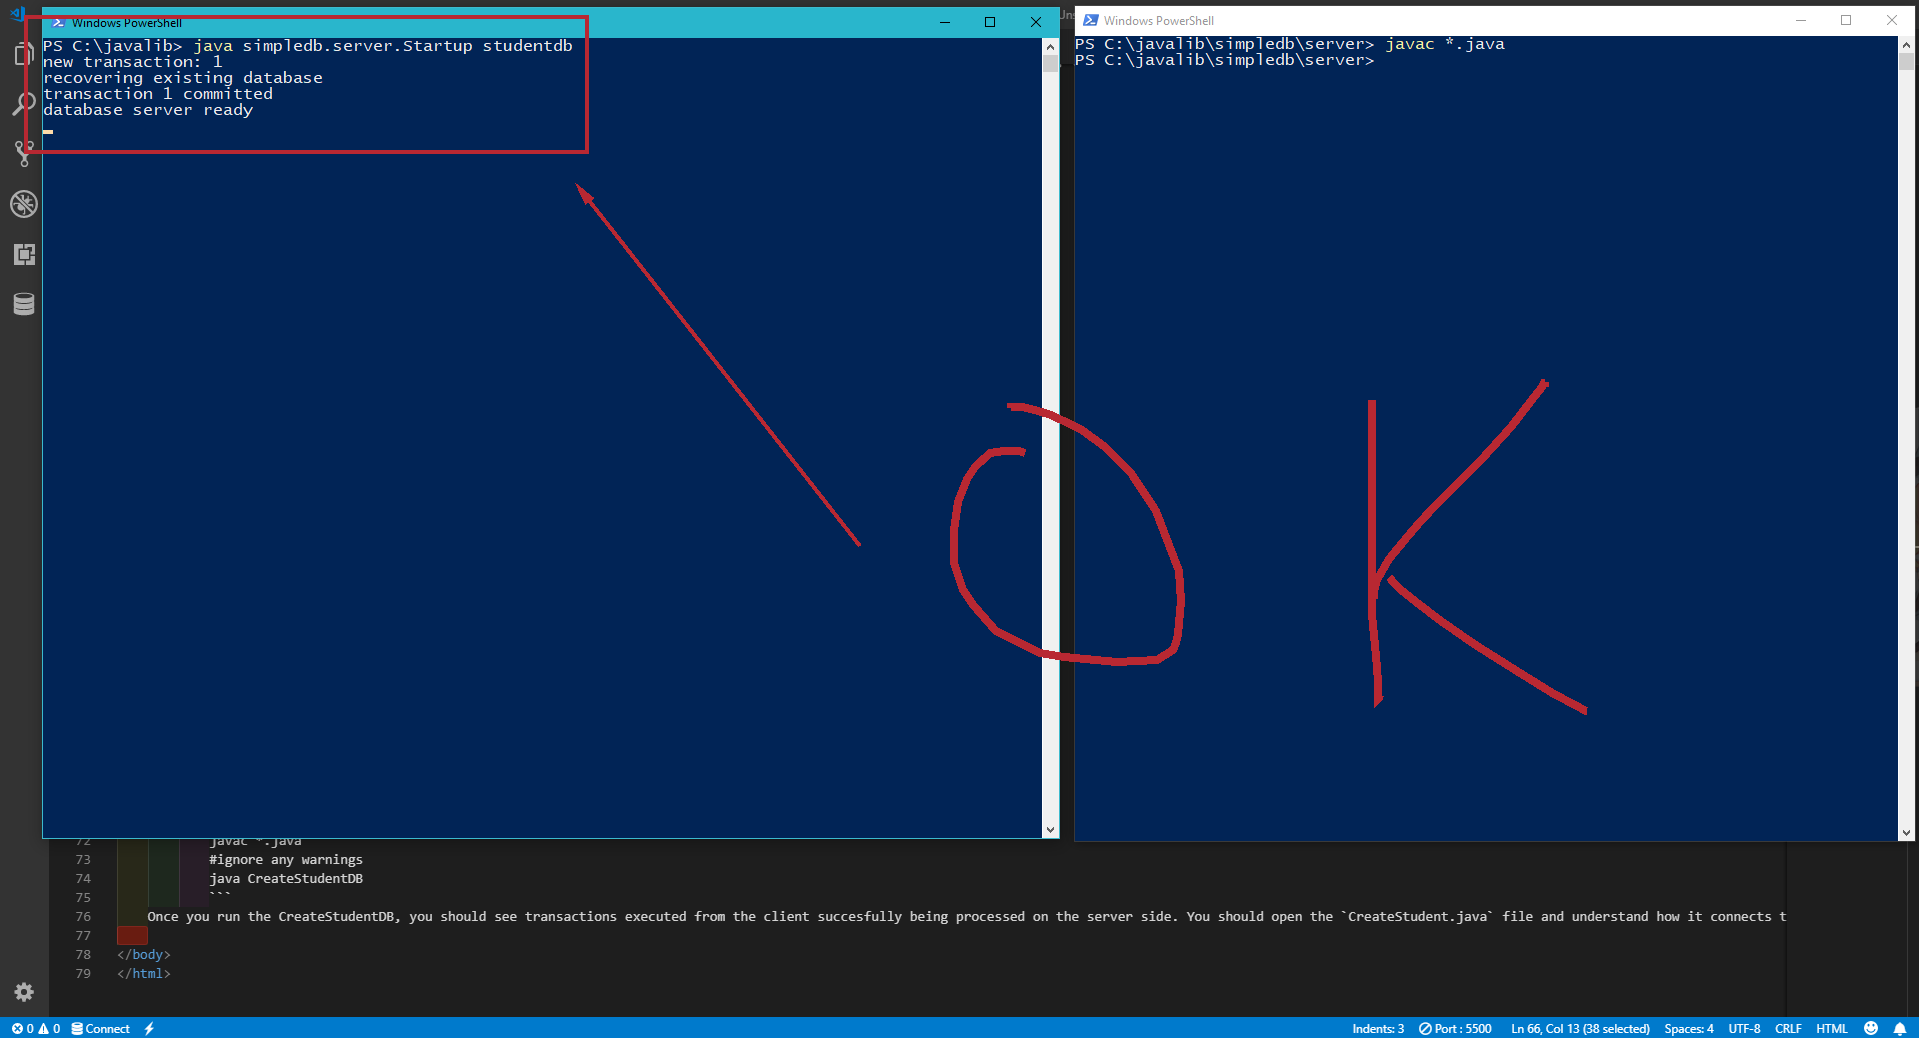 Windows PowerShell
PS C:\javalib> java simpledb.server.Startup studentdb
new transaction: 1
recovering existing database
transaction 1 committed
database server ready
Uns
Windows PowerShell
PS C:\javalib\simpledb\server> javac *.java
PS C:\javalib\simpledb\server>
OK
72 javac *.java
73 #ignore any warnings
74 java CreateStudentDB
75 ```
76 Once you run the CreateStudentDB, you should see transactions executed from the client succesfully being processed on the server side. You should open the `CreateStudent.java` file and understand how it connects t
77
78 </body>
79 </html>
0 0 Connect Indents: 3 Port : 5500 Ln 66, Col 13 (38 selected) Spaces: 4 UTF-8 CRLF HTML